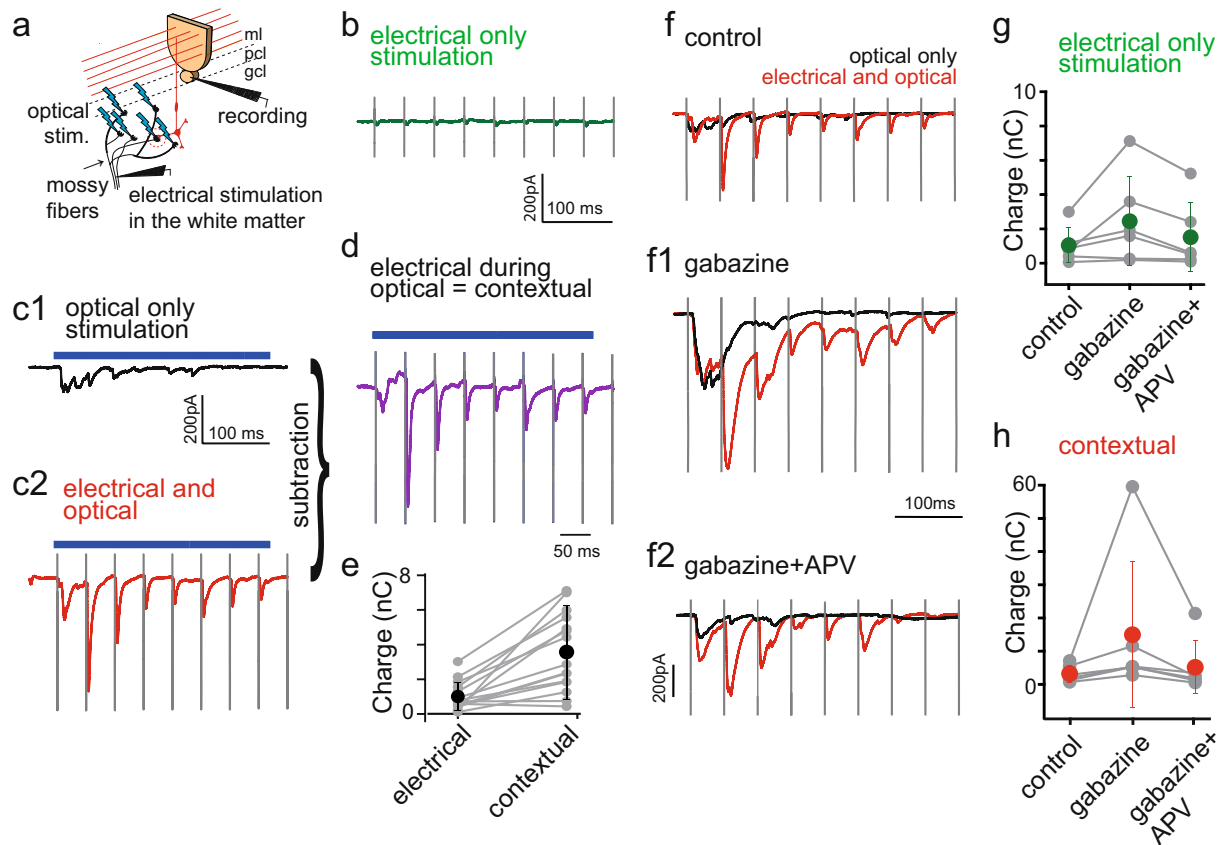 a
ml
pcl
gcl
optical
stim.
recording
mossy
fibers
electrical stimulation
in the white matter
b
electrical only
stimulation
200pA
100 ms
c1
optical only
stimulation
200pA
100 ms
c2
electrical and
optical
subtraction
d
electrical during
optical = contextual
50 ms
e
8
0
Charge (nC)
electrical
contextual
f
control
optical only
electrical and optical
f1 gabazine
100ms
f2 gabazine+APV
200pA
g
electrical only
stimulation
10
0
Charge (nC)
control
gabazine
gabazine+
APV
h
contextual
60
0
Charge (nC)
control
gabazine
gabazine+
APV